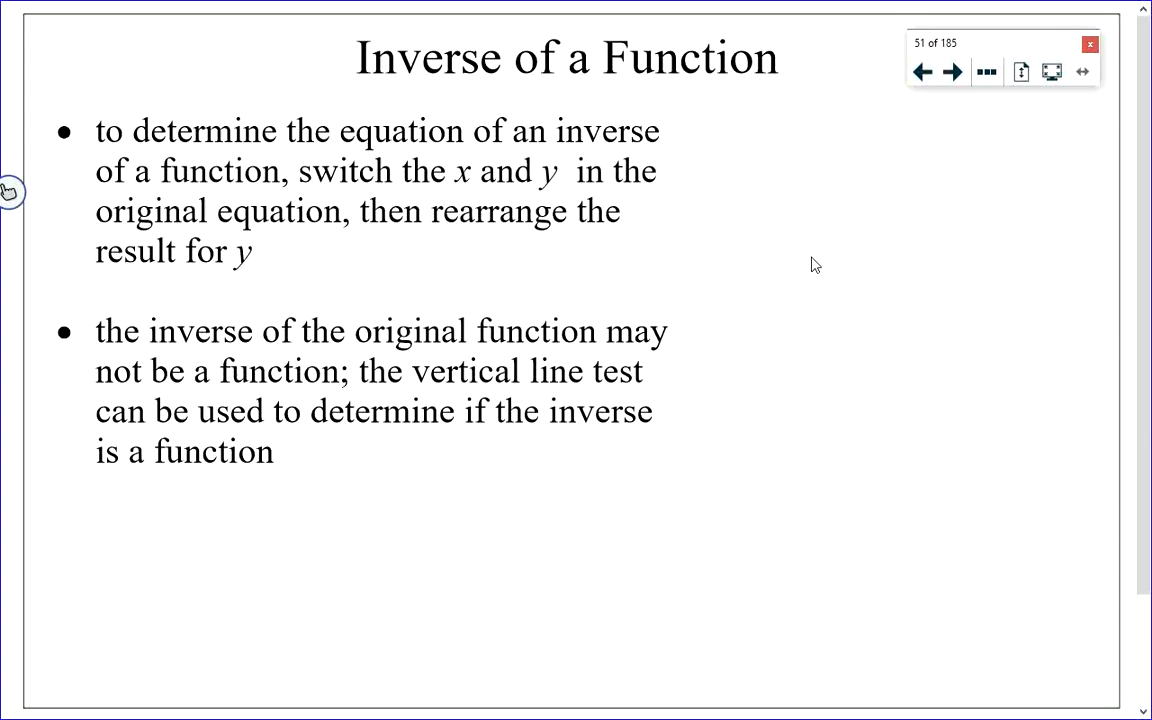 Inverse of a Function
51 of 185
x
• to determine the equation of an inverse
of a function, switch the x and y in the
original equation, then rearrange the
result for y
• the inverse of the original function may
not be a function; the vertical line test
can be used to determine if the inverse
is a function